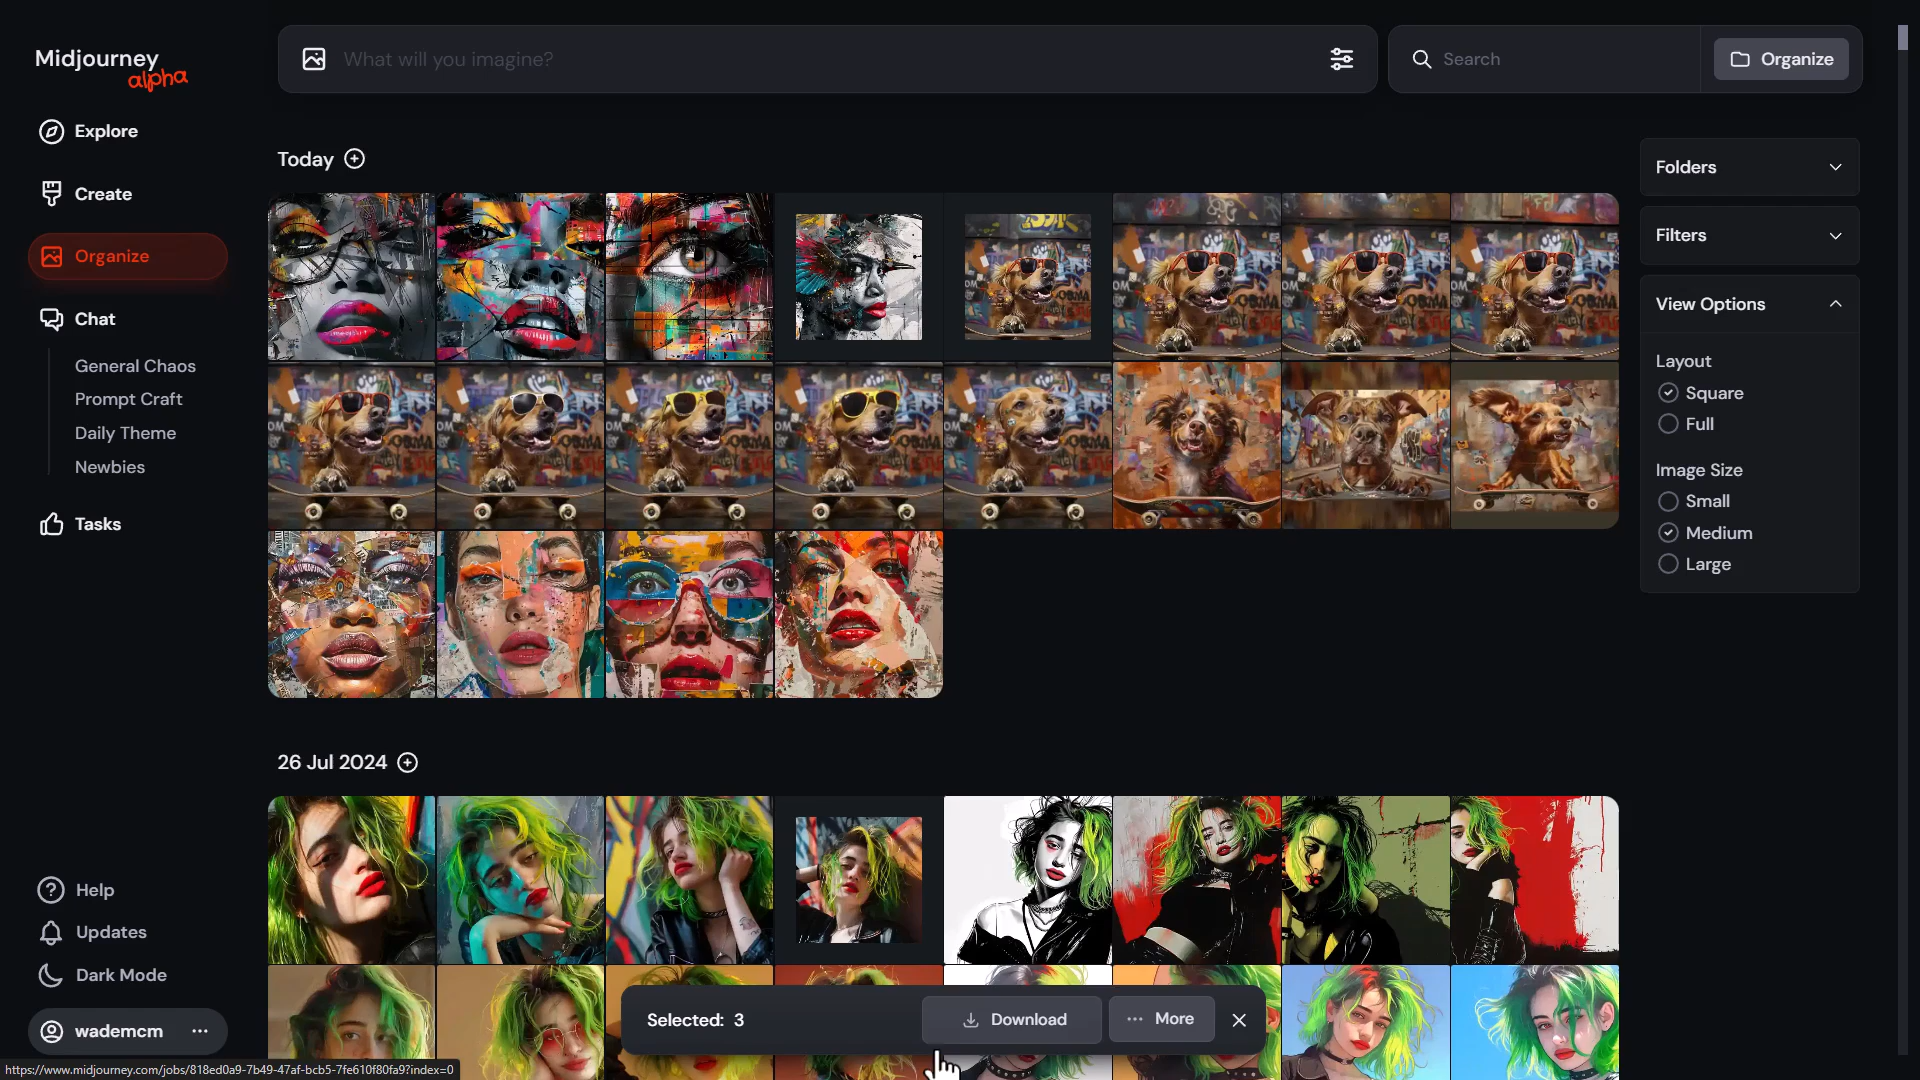 Midjourney
alpha
What will you imagine?
Search
Organize
Explore
Create
Organize
Chat
General Chaos
Prompt Craft
Daily Theme
Newbies
Tasks
Today
Folders
Filters
View Options
Layout
Square
Full
Image Size
Small
Medium
Large
26 Jul 2024
Help
Updates
Dark Mode
wademcm
Selected: 3
Download
More
https://www.midjourney.com/jobs/818ed0a9-7b49-47af-bcb5-7fe610f80fa9?index=0